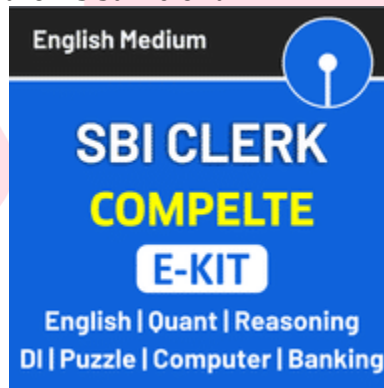 English Medium
SBI CLERK
COMPELTE
E-KIT
English | Quant | Reasoning
DI | Puzzle | Computer | Banking